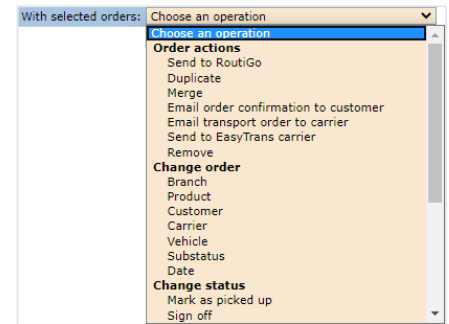 With selected orders: Choose an operation
Choose an operation
Order actions
Send to RoutiGo
Duplicate
Merge
Email order confirmation to customer
Email transport order to carrier
Send to EasyTrans carrier
Remove
Change order
Branch
Product
Customer
Carrier
Vehicle
Substatus
Date
Change status
Mark as picked up
Sign off